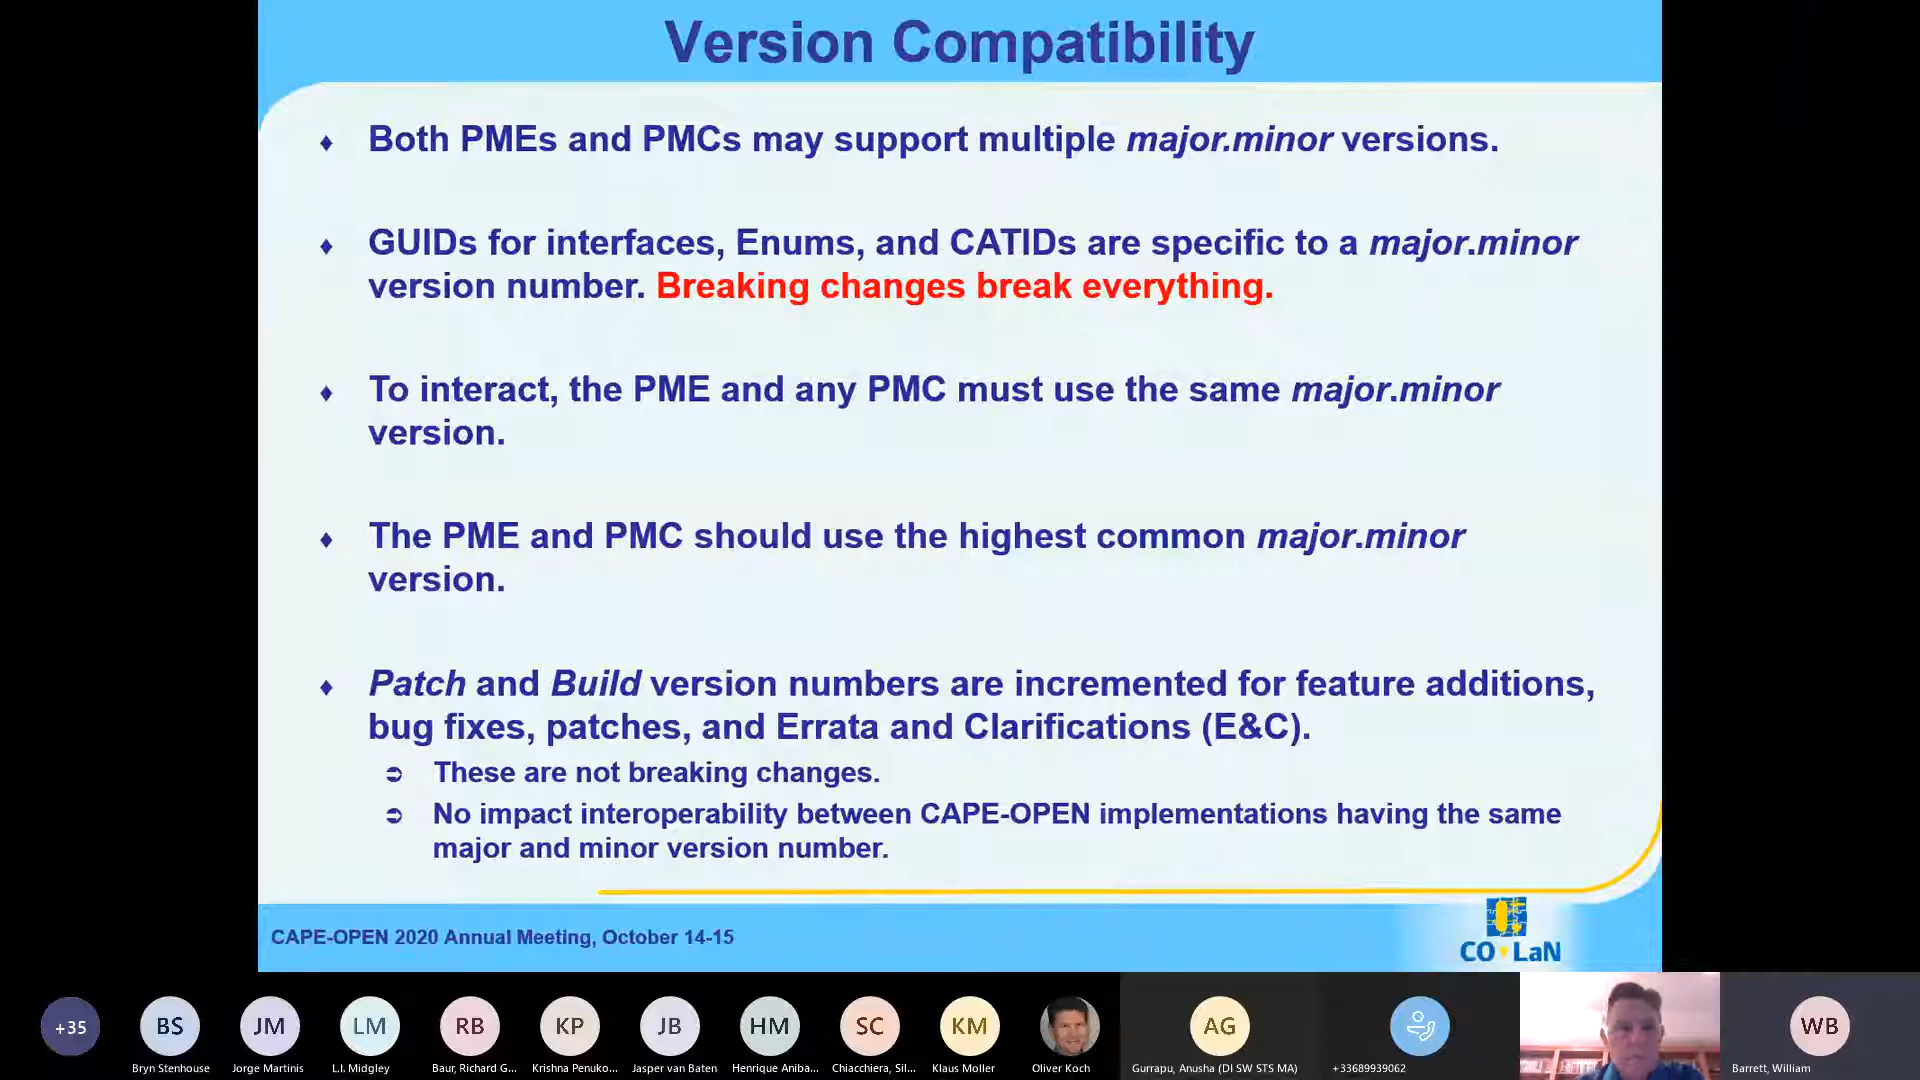 Version Compatibility
Both PMEs and PMCs may support multiple major.minor versions.
GUIDs for interfaces, Enums, and CATIDs are specific to a major.minor
version number. Breaking changes break everything.
To interact, the PME and any PMC must use the same major.minor
version.
The PME and PMC should use the highest common major.minor
version.
Patch and Build version numbers are incremented for feature additions,
bug fixes, patches, and Errata and Clarifications (E&C).
These are not breaking changes.
No impact interoperability between CAPE-OPEN implementations having the same
major and minor version number.
CAPE-OPEN 2020 Annual Meeting, October 14-15
CO LaN
+35 BS JM LM RB KP JB HM SC KM AG WB
Bryn Stenhouse Jorge Martinis L.I. Midgley Baur, Richard G... Krishna Penuko... Jasper van Baten Henrique Aniba... Chiacchiera, Sil... Klaus Moller Oliver Koch Gurrapu, Anusha (DI SW STS MA) +33689939062 Barrett, William